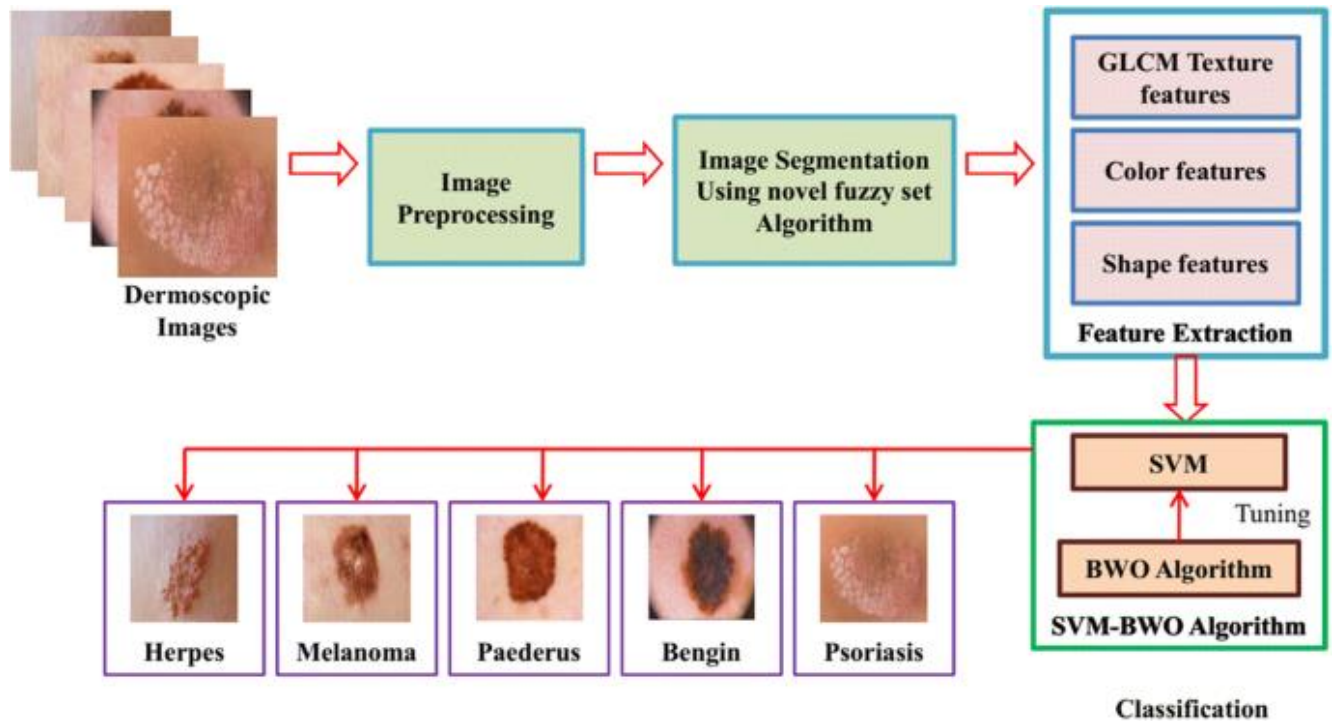 Dermoscopic
Images
Image
Preprocessing
Image Segmentation
Using novel fuzzy set
Algorithm
GLCM Texture
features
Color features
Shape features
Feature Extraction
SVM
Tuning
BWO Algorithm
SVM-BWO Algorithm
Herpes
Melanoma
Paederus
Bengin
Psoriasis
Classification